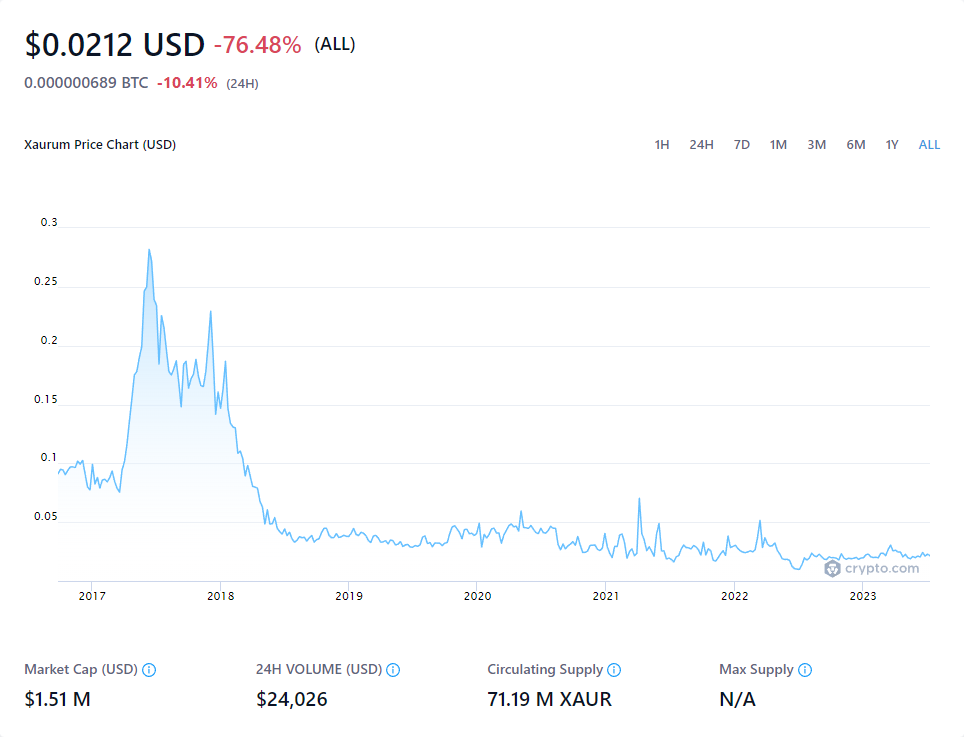 $0.0212 USD -76.48% (ALL)
0.000000689 BTC -10.41% (24H)
Xaurum Price Chart (USD) 1H 24H 7D 1M 3M 6M 1Y ALL
0.3
0.25
0.2
0.15
0.1
0.05
crypto.com
2017 2018 2019 2020 2021 2022 2023
Market Cap (USD) 24H VOLUME (USD) Circulating Supply Max Supply
$1.51 M $24,026 71.19 M XAUR N/A